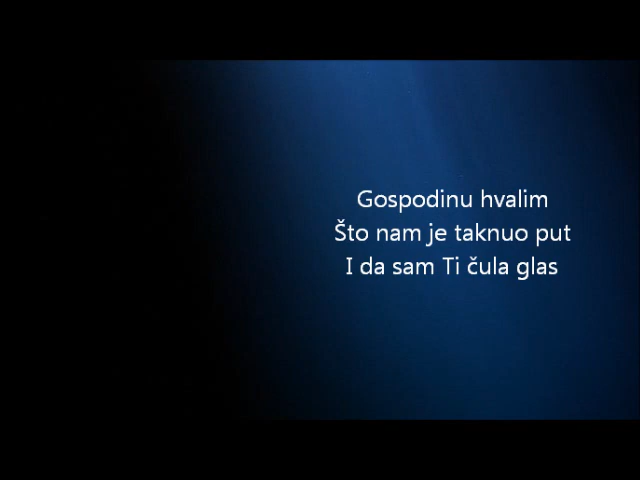 Gospodinu hvalim
Što nam je taknuo put
I da sam Ti čula glas